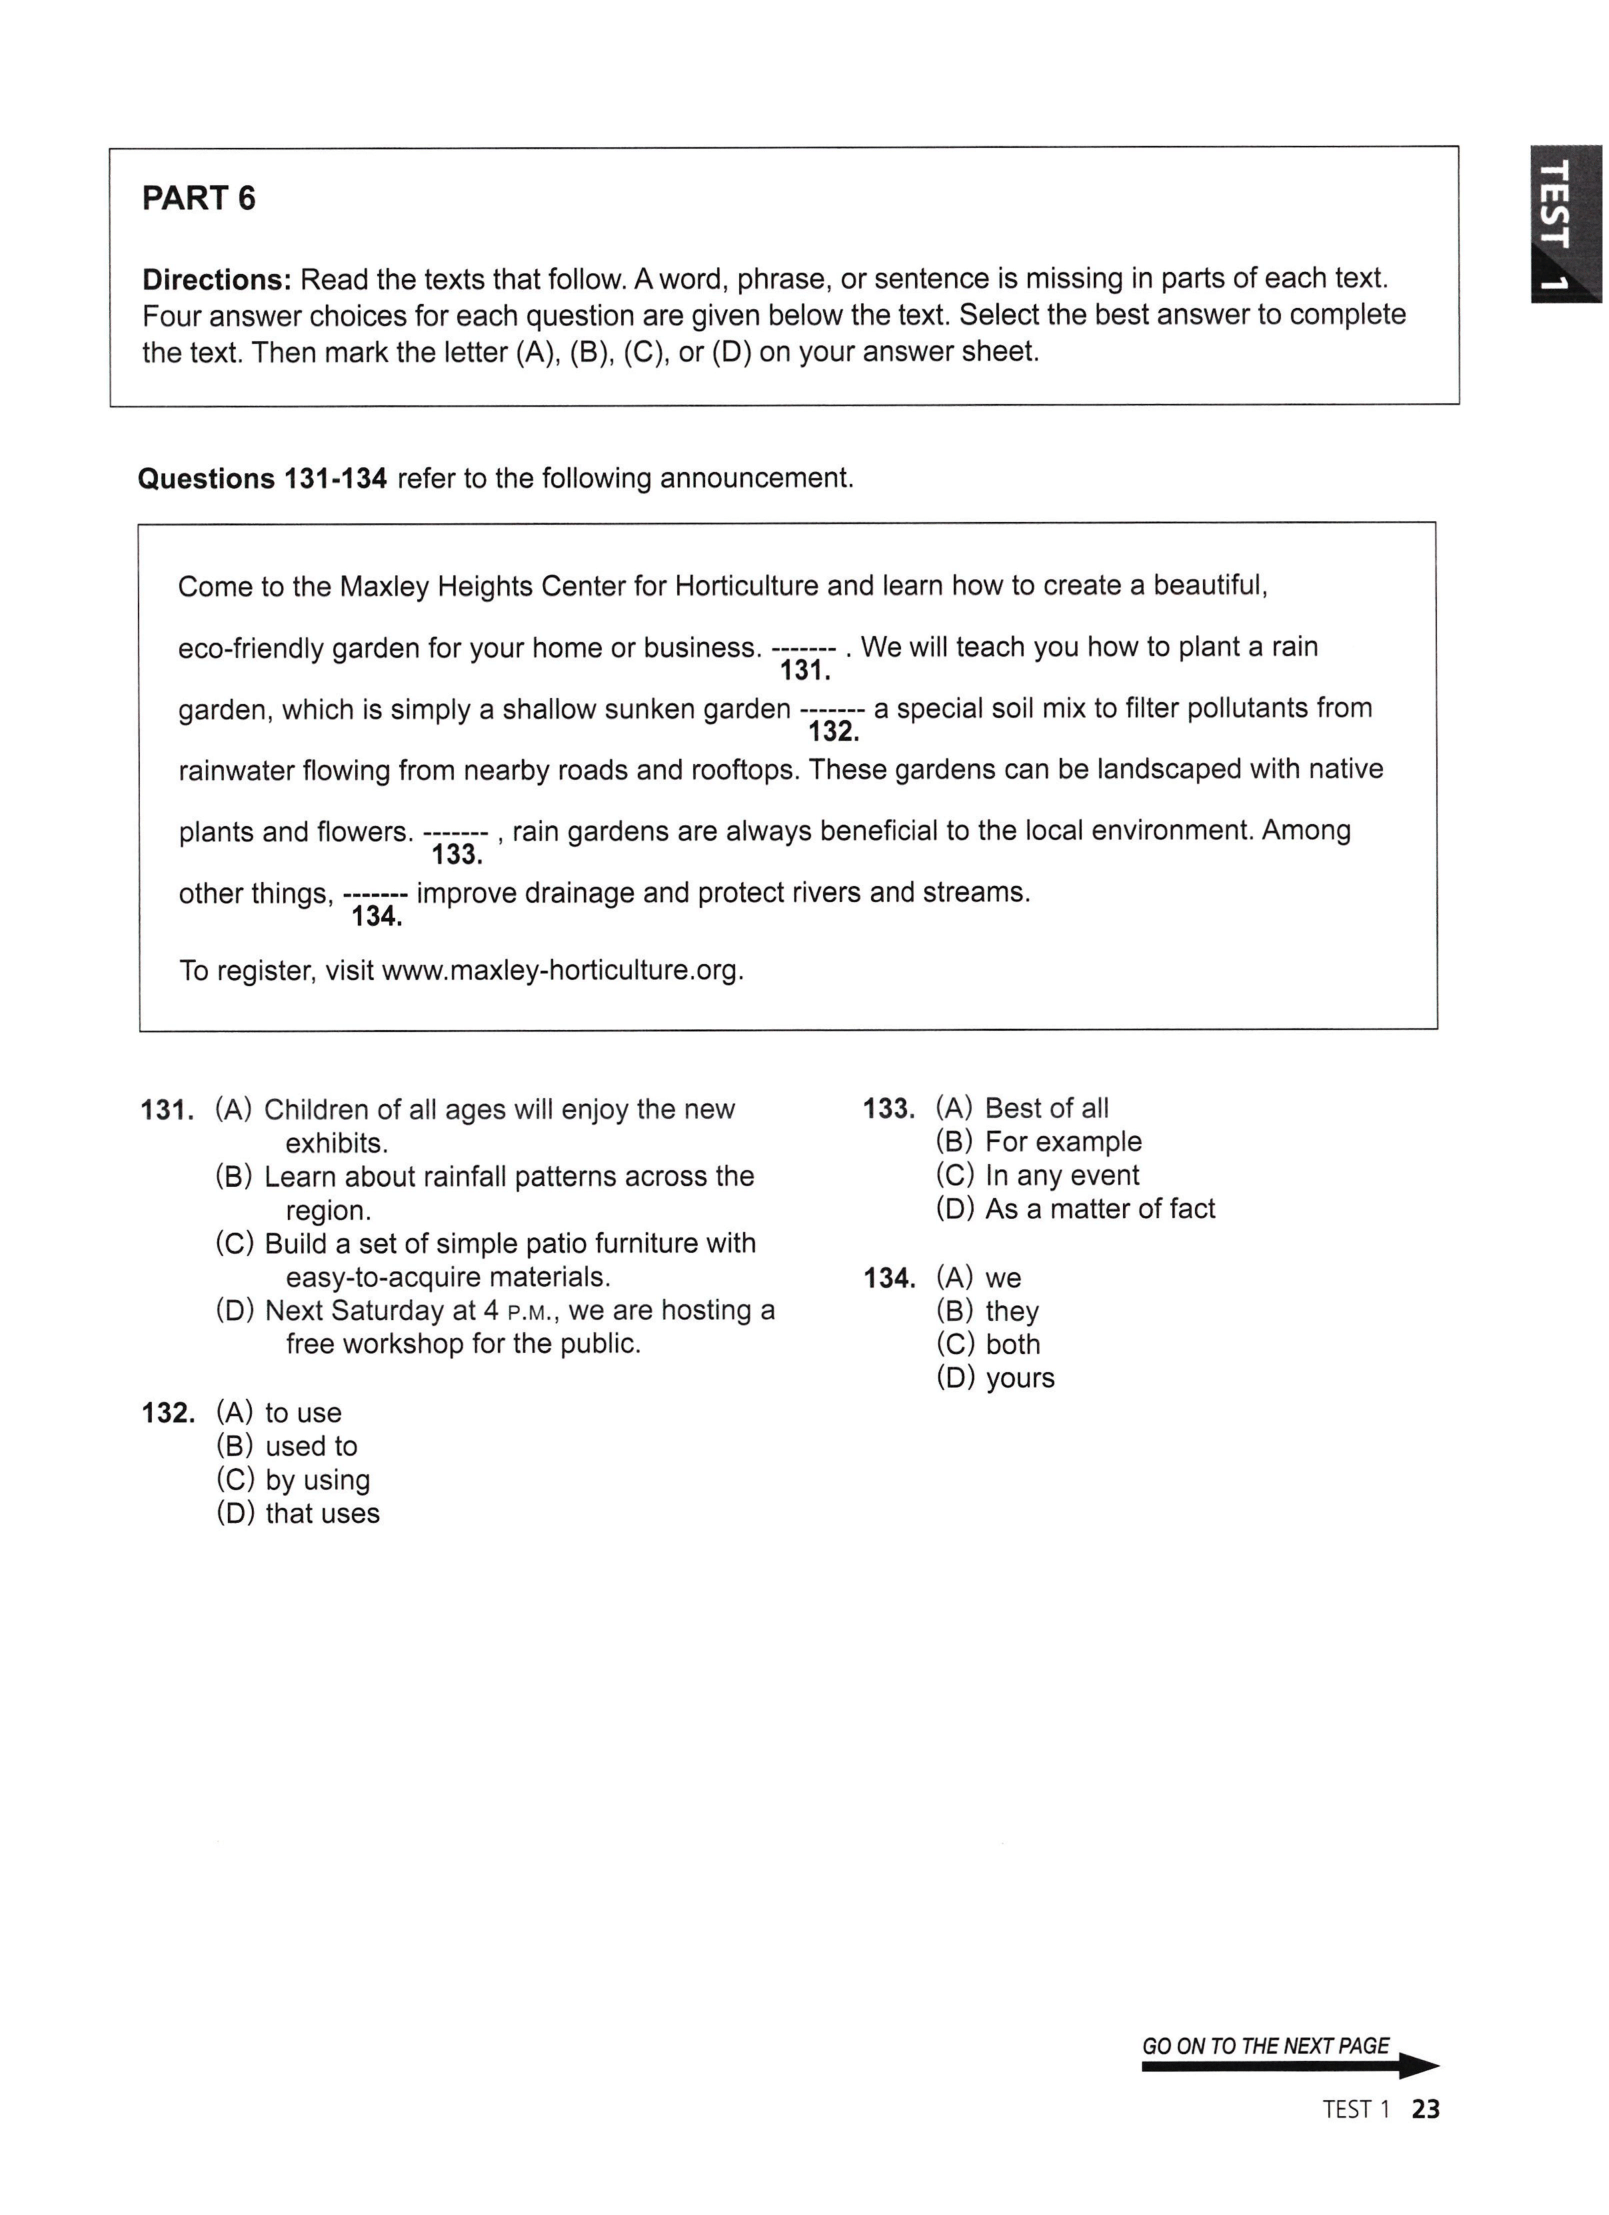 TEST 1
PART 6
Directions: Read the texts that follow. A word, phrase, or sentence is missing in parts of each text.
Four answer choices for each question are given below the text. Select the best answer to complete
the text. Then mark the letter (A), (B), (C), or (D) on your answer sheet.
Questions 131-134 refer to the following announcement.
Come to the Maxley Heights Center for Horticulture and learn how to create a beautiful,
eco-friendly garden for your home or business. ------- . We will teach you how to plant a rain
131.
garden, which is simply a shallow sunken garden ------- a special soil mix to filter pollutants from
132.
rainwater flowing from nearby roads and rooftops. These gardens can be landscaped with native
plants and flowers. ------- , rain gardens are always beneficial to the local environment. Among
133.
other things, ------- improve drainage and protect rivers and streams.
134.
To register, visit www.maxley-horticulture.org.
131. (A) Children of all ages will enjoy the new
exhibits.
(B) Learn about rainfall patterns across the
region.
(C) Build a set of simple patio furniture with
easy-to-acquire materials.
(D) Next Saturday at 4 P.M., we are hosting a
free workshop for the public.
132. (A) to use
(B) used to
(C) by using
(D) that uses
133. (A) Best of all
(B) For example
(C) In any event
(D) As a matter of fact
134. (A) we
(B) they
(C) both
(D) yours
GO ON TO THE NEXT PAGE
TEST 1 23